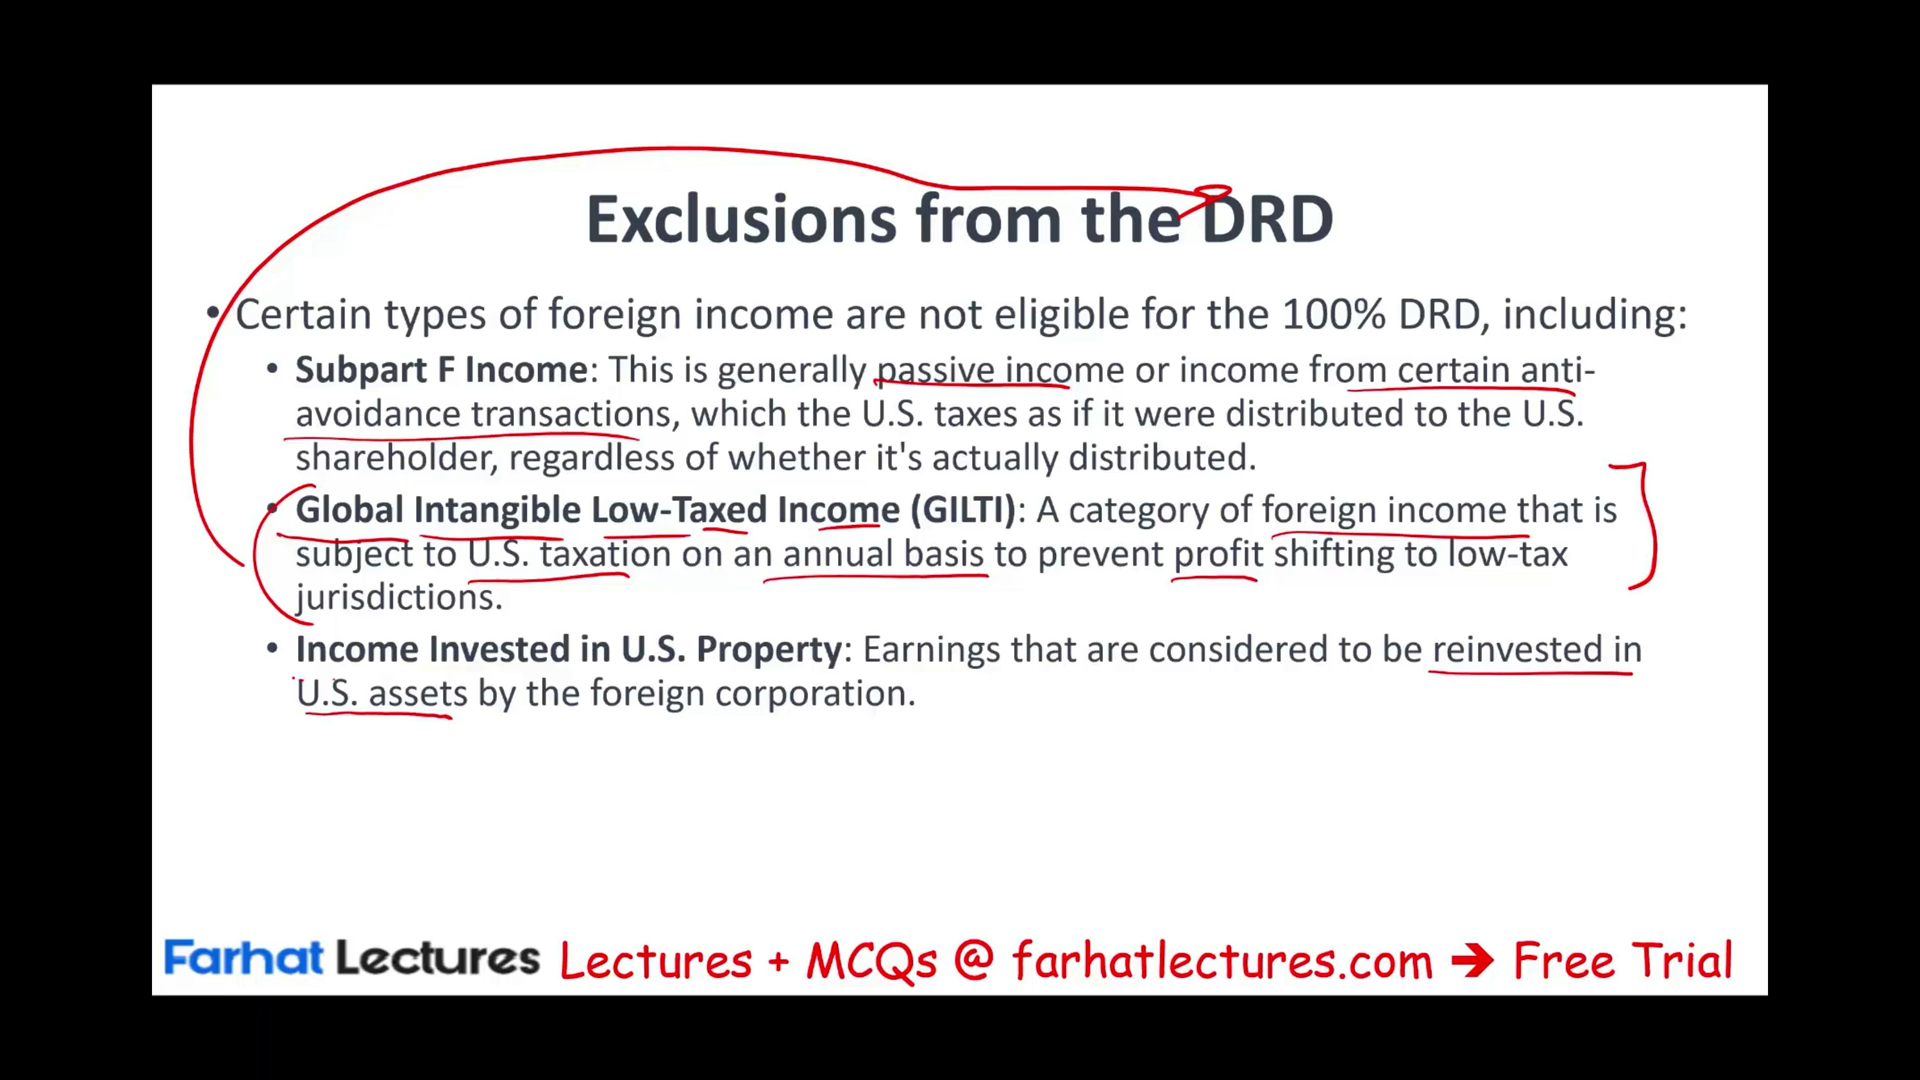 Exclusions from the DRD
• Certain types of foreign income are not eligible for the 100% DRD, including:
• Subpart F Income: This is generally passive income or income from certain anti-
avoidance transactions, which the U.S. taxes as if it were distributed to the U.S.
shareholder, regardless of whether it's actually distributed.
• Global Intangible Low-Taxed Income (GILTI): A category of foreign income that is
subject to U.S. taxation on an annual basis to prevent profit shifting to low-tax
jurisdictions.
• Income Invested in U.S. Property: Earnings that are considered to be reinvested in
U.S. assets by the foreign corporation.
Farhat Lectures Lectures + MCQs @ farhatlectures.com → Free Trial